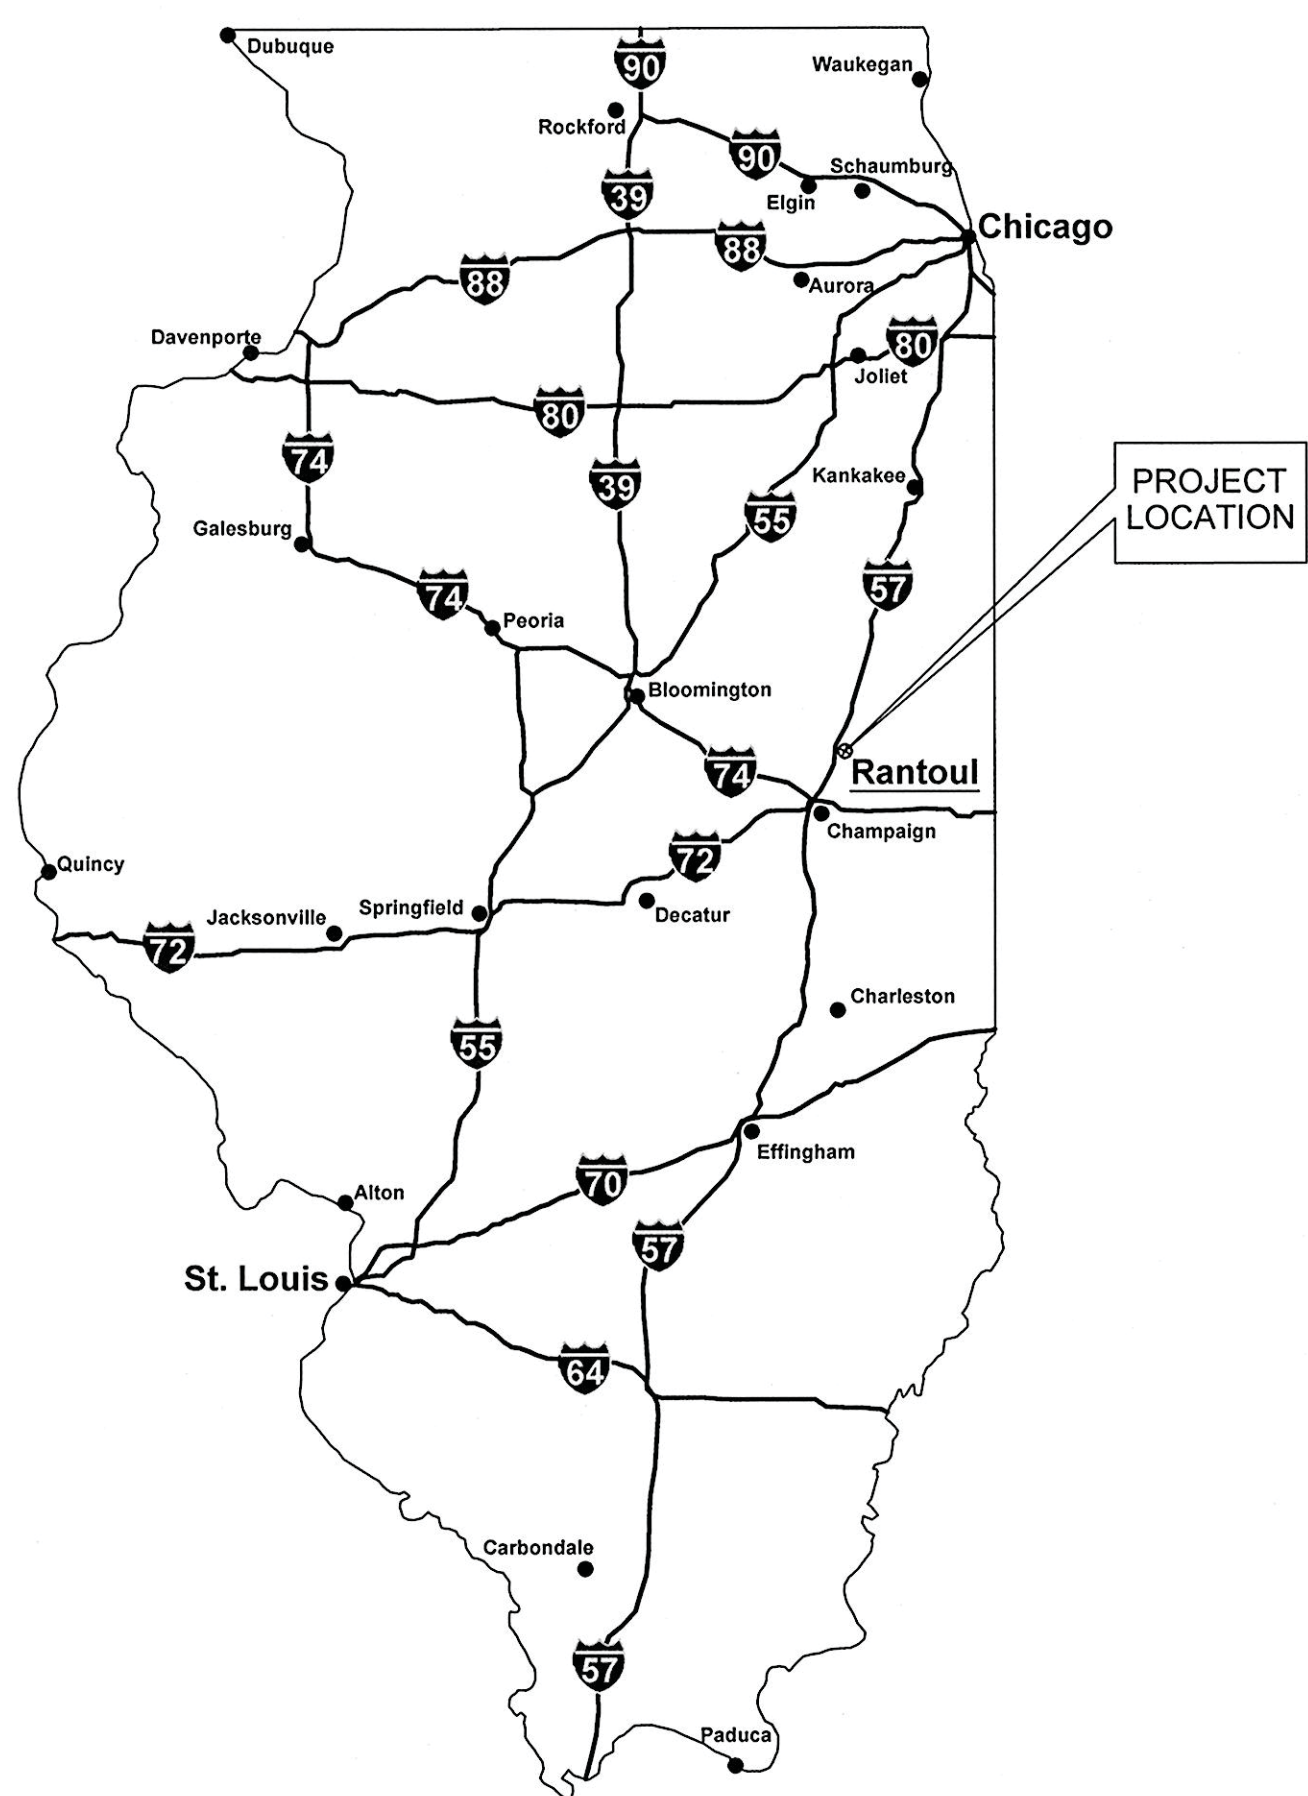 Dubuque
90
Waukegan
Rockford
90
Schaumburg
Elgin
39
Chicago
88
88
Aurora
Davenporte
80
Joliet
80
74
39
Kankakee
PROJECT
LOCATION
55
Galesburg
57
74
Peoria
Bloomington
74
Rantoul
Champaign
72
Quincy
Springfield
Decatur
Jacksonville
72
Charleston
55
Effingham
70
Alton
57
St. Louis
64
Carbondale
57
Paduca